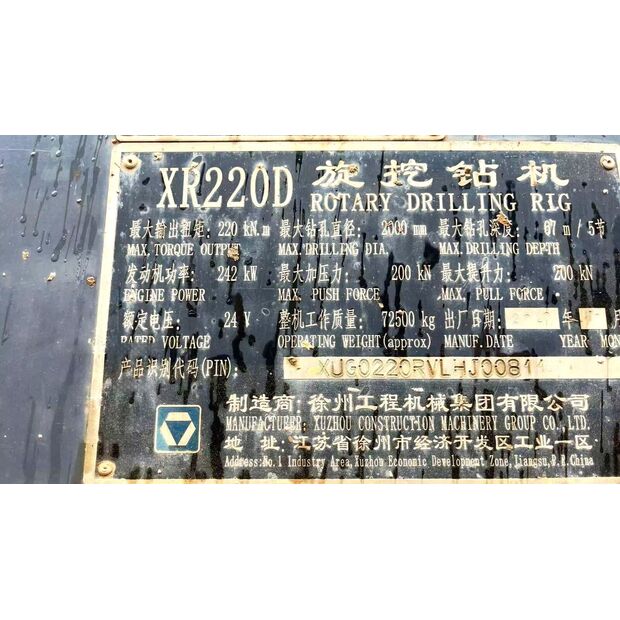 XR220D 旋挖钻机
ROTARY DRILLING RIG
最大输出扭矩: 220 kN.m 最大钻孔直径: 2000 mm 最大钻孔深度: 67 m / 5节
MAX. TORQUE OUTPUT MAX. DRILLING DIA. MAX. DRILLING DEPTH
发动机功率: 242 kW 最大加压力: 200 kN 最大提升力: 200 kN
ENGINE POWER MAX. PUSH FORCE MAX. PULL FORCE
额定电压: 24 V 整机工作质量: 72500 kg 出厂日期: 年 月
RATED VOLTAGE OPERATING WEIGHT(approx) MANUF. DATE YEAR MON
产品识别代码(PIN):
制造商: 徐州工程机械集团有限公司
MANUFACTURER: XUZHOU CONSTRUCTION MACHINERY GROUP CO., LTD.
地 址: 江苏省徐州市经济开发区工业一区
Address:No.1 Industry Area,Xuzhou Economic Development Zone,Jiangsu,P.R.China